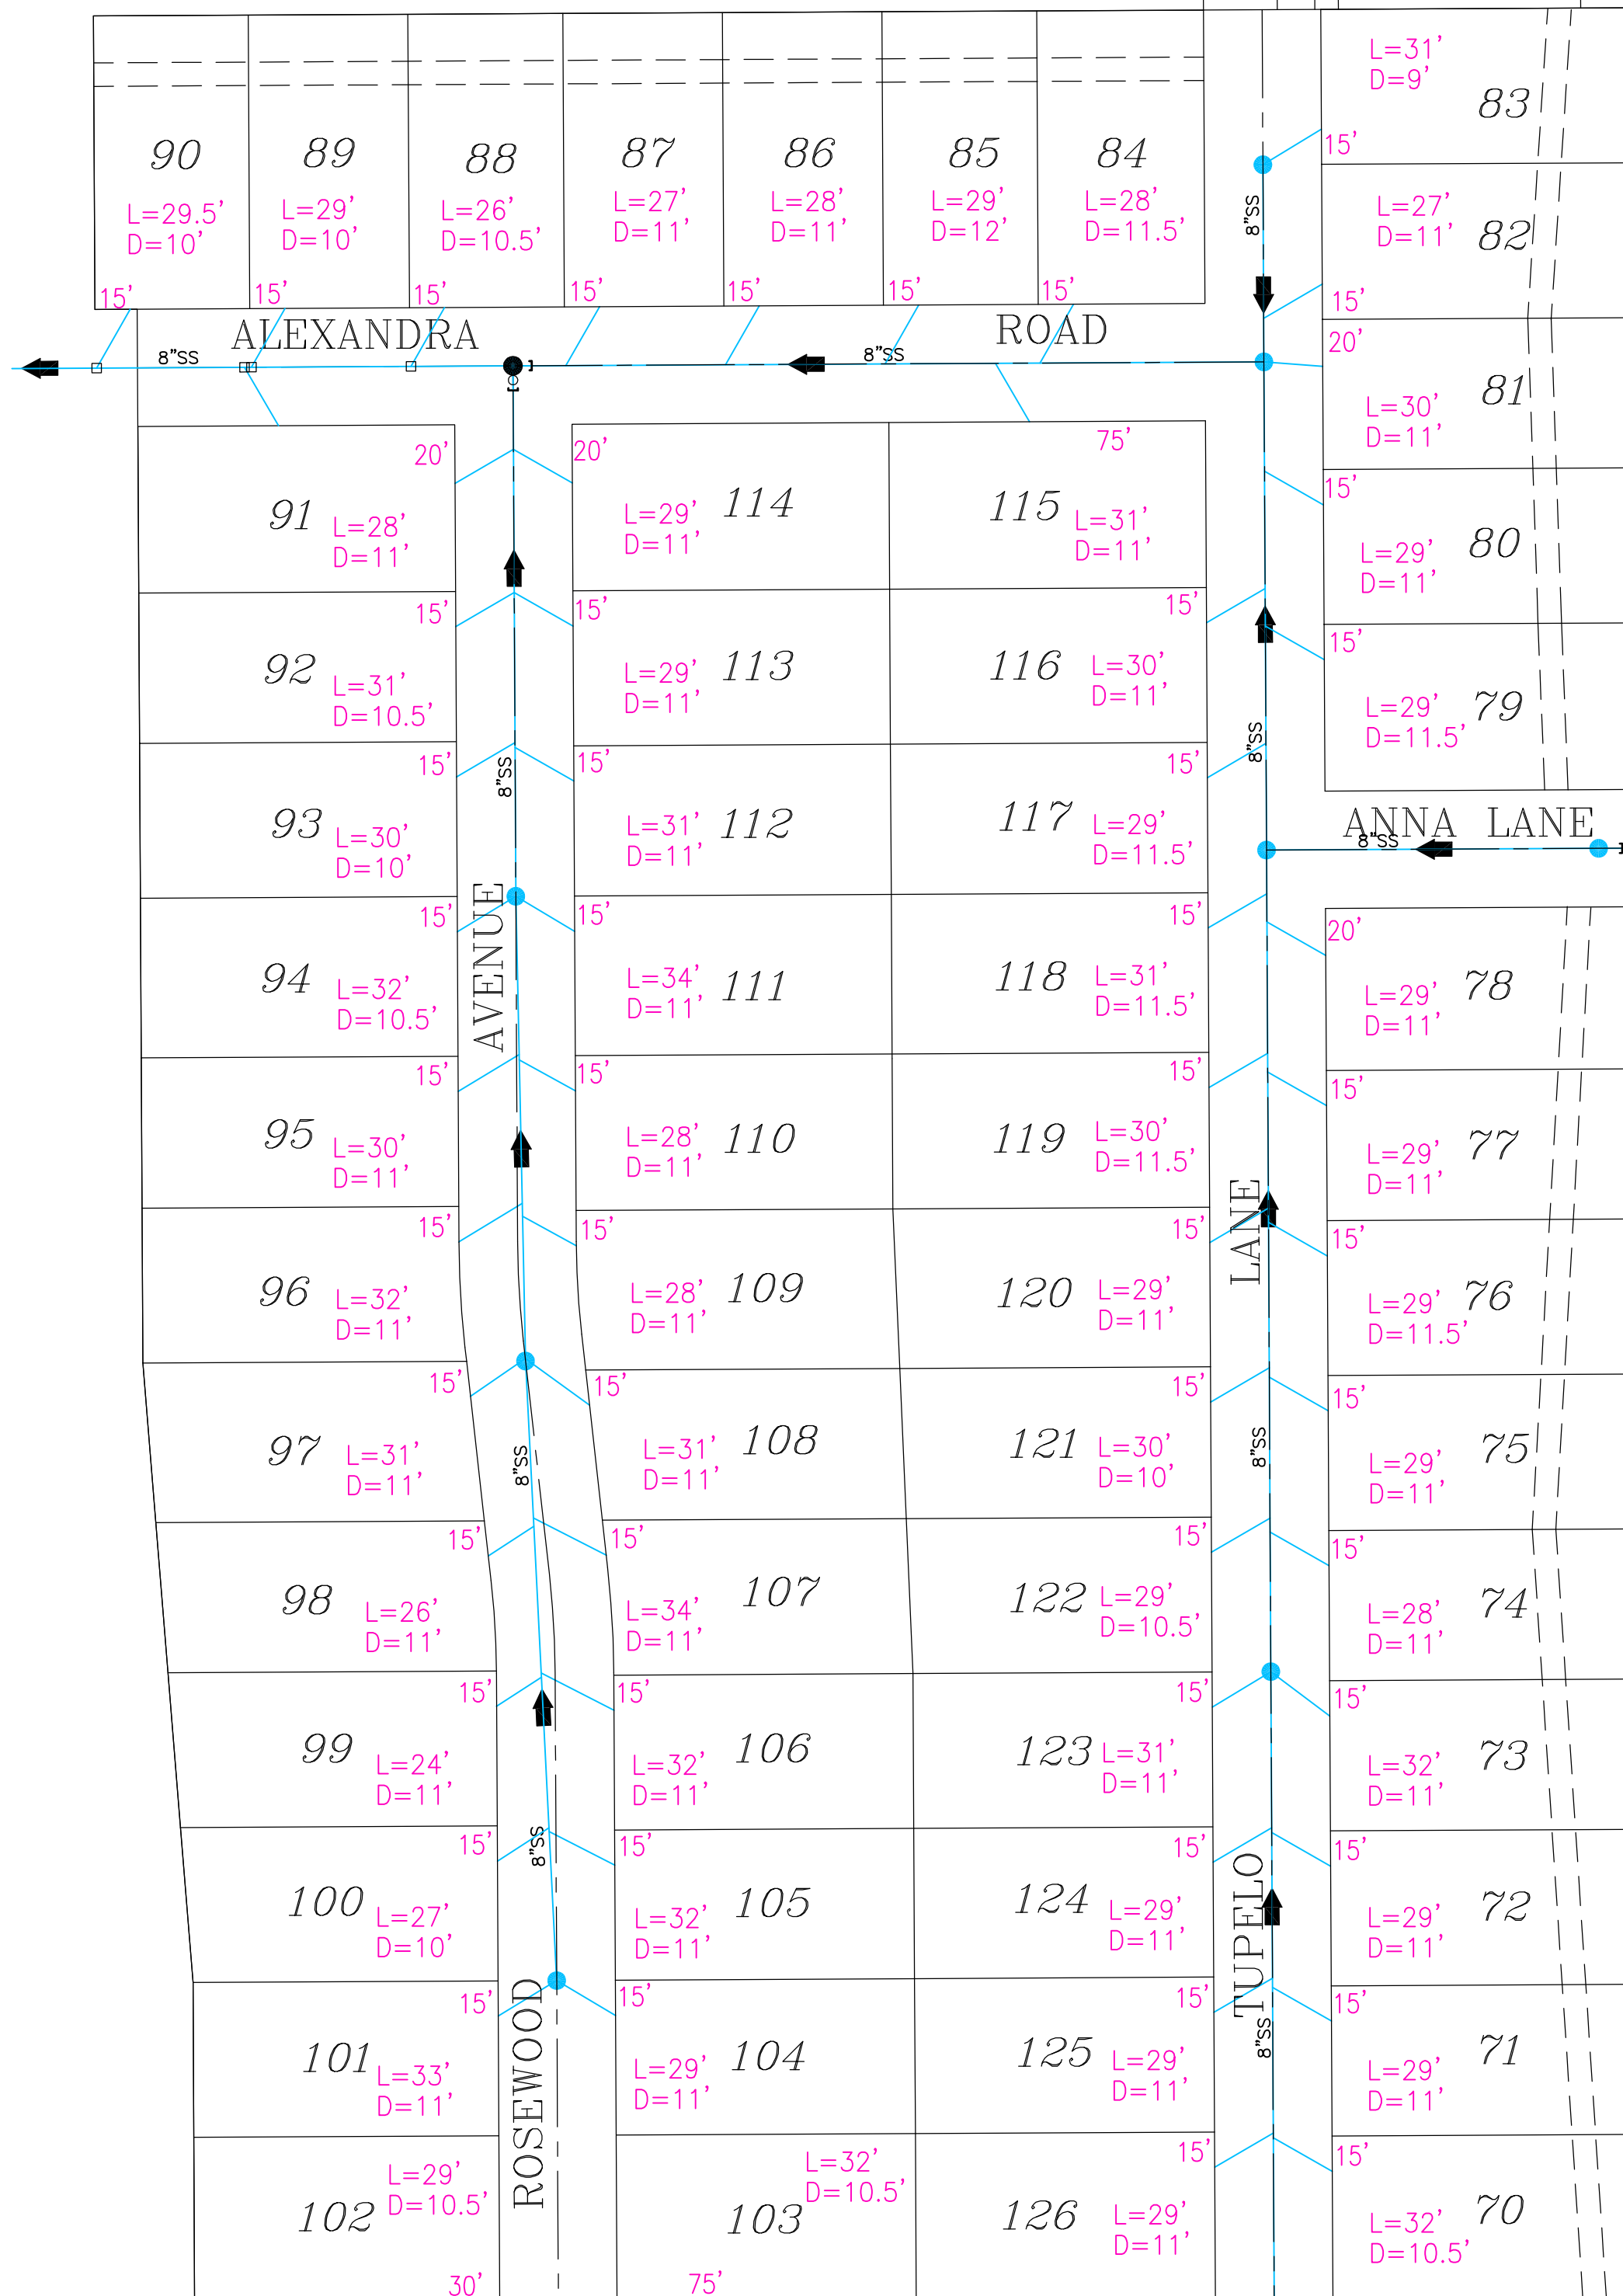 90
L=29.5'
D=10'
15'
89
L=29'
D=10'
15'
88
L=26'
D=10.5'
15'
87
L=27'
D=11'
15'
86
L=28'
D=11'
15'
85
L=29'
D=12'
15'
84
L=28'
D=11.5'
15'
L=31'
D=9'
83
15'
8"SS
L=27'
D=11'
82
15'
ALEXANDRA ROAD
8"SS
8"SS
20'
81
L=30'
D=11'
20'
91
L=28'
D=11'
20'
L=29'
D=11'
114
75'
115
L=31'
D=11'
15'
L=29'
D=11'
80
15'
92
L=31'
D=10.5'
15'
L=29'
D=11'
113
15'
116
L=30'
D=11'
15'
L=29'
D=11.5'
79
15'
93
L=30'
D=10'
8"SS
15'
L=31'
D=11'
112
15'
117
L=29'
D=11.5'
8"SS
ANNA LANE
8"SS
15'
94
L=32'
D=10.5'
AVENUE
15'
L=34'
D=11'
111
15'
118
L=31'
D=11.5'
20'
L=29'
D=11'
78
15'
95
L=30'
D=11'
15'
L=28'
D=11'
110
15'
119
L=30'
D=11.5'
15'
L=29'
D=11'
77
15'
96
L=32'
D=11'
15'
L=28'
D=11'
109
15'
120
L=29'
D=11'
LANE
15'
L=29'
D=11.5'
76
15'
97
L=31'
D=11'
8"SS
15'
L=31'
D=11'
108
15'
121
L=30'
D=10'
8"SS
15'
L=29'
D=11'
75
15'
98
L=26'
D=11'
15'
L=34'
D=11'
107
15'
122
L=29'
D=10.5'
15'
L=28'
D=11'
74
15'
99
L=24'
D=11'
15'
L=32'
D=11'
106
15'
123
L=31'
D=11'
15'
L=32'
D=11'
73
15'
100
L=27'
D=10'
8"SS
15'
L=32'
D=11'
105
15'
124
L=29'
D=11'
TUPELO
15'
L=29'
D=11'
72
15'
101
L=33'
D=11'
ROSEWOOD
15'
L=29'
D=11'
104
15'
125
L=29'
D=11'
8"SS
15'
L=29'
D=11'
71
L=29'
D=10.5'
102
30'
L=32'
D=10.5'
103
75'
15'
126
L=29'
D=11'
15'
L=32'
D=10.5'
70